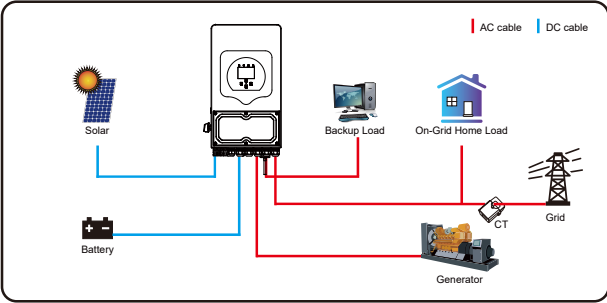 AC cable
DC cable
Solar
Backup Load
On-Grid Home Load
Grid
CT
Battery
Generator